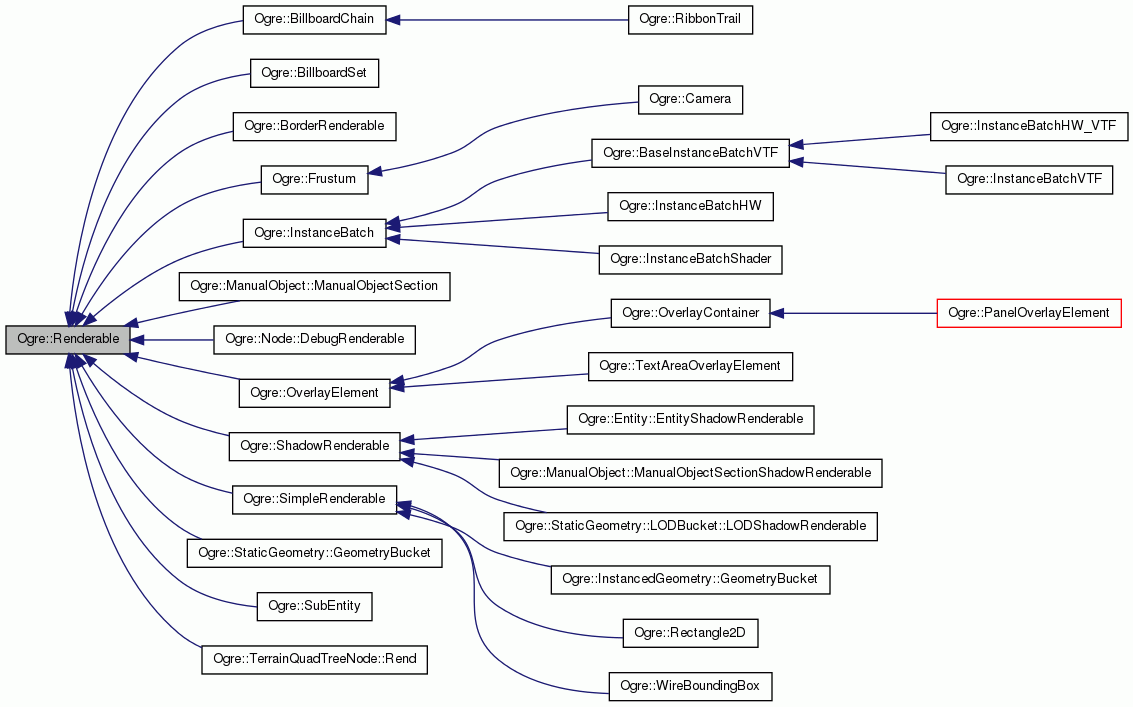 Ogre::BillboardChain
Ogre::RibbonTrail
Ogre::BillboardSet
Ogre::Camera
Ogre::BorderRenderable
Ogre::InstanceBatchHW_VTF
Ogre::BaseInstanceBatchVTF
Ogre::Frustum
Ogre::InstanceBatchVTF
Ogre::InstanceBatchHW
Ogre::InstanceBatch
Ogre::InstanceBatchShader
Ogre::ManualObject::ManualObjectSection
Ogre::OverlayContainer
Ogre::PanelOverlayElement
Ogre::Renderable
Ogre::Node::DebugRenderable
Ogre::TextAreaOverlayElement
Ogre::OverlayElement
Ogre::Entity::EntityShadowRenderable
Ogre::ShadowRenderable
Ogre::ManualObject::ManualObjectSectionShadowRenderable
Ogre::SimpleRenderable
Ogre::StaticGeometry::LODBucket::LODShadowRenderable
Ogre::StaticGeometry::GeometryBucket
Ogre::InstancedGeometry::GeometryBucket
Ogre::SubEntity
Ogre::Rectangle2D
Ogre::TerrainQuadTreeNode::Rend
Ogre::WireBoundingBox